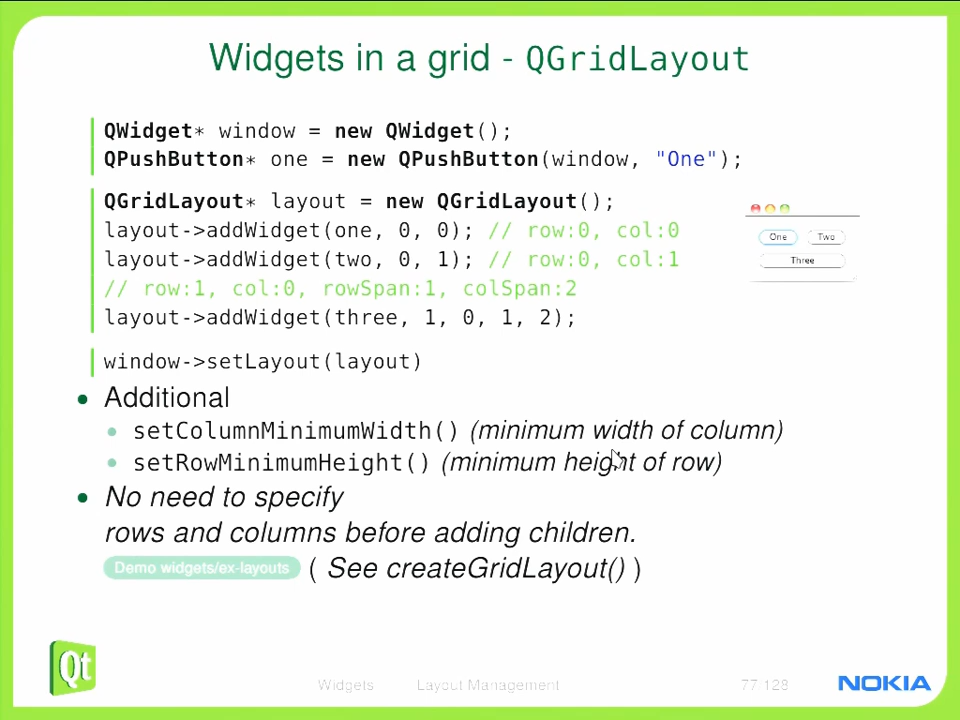 Widgets in a grid - QGridLayout
QWidget* window = new QWidget();
QPushButton* one = new QPushButton(window, "One");
QGridLayout* layout = new QGridLayout();
layout->addWidget(one, 0, 0); // row:0, col:0
layout->addWidget(two, 0, 1); // row:0, col:1
// row:1, col:0, rowSpan:1, colSpan:2
layout->addWidget(three, 1, 0, 1, 2);
window->setLayout(layout)
One Two
Three
• Additional
• setColumnMinimumWidth() (minimum width of column)
• setRowMinimumHeight() (minimum height of row)
• No need to specify
rows and columns before adding children.
Demo widgets/ex-layouts ( See createGridLayout() )
Qt
Widgets Layout Management 77 128 NOKIA